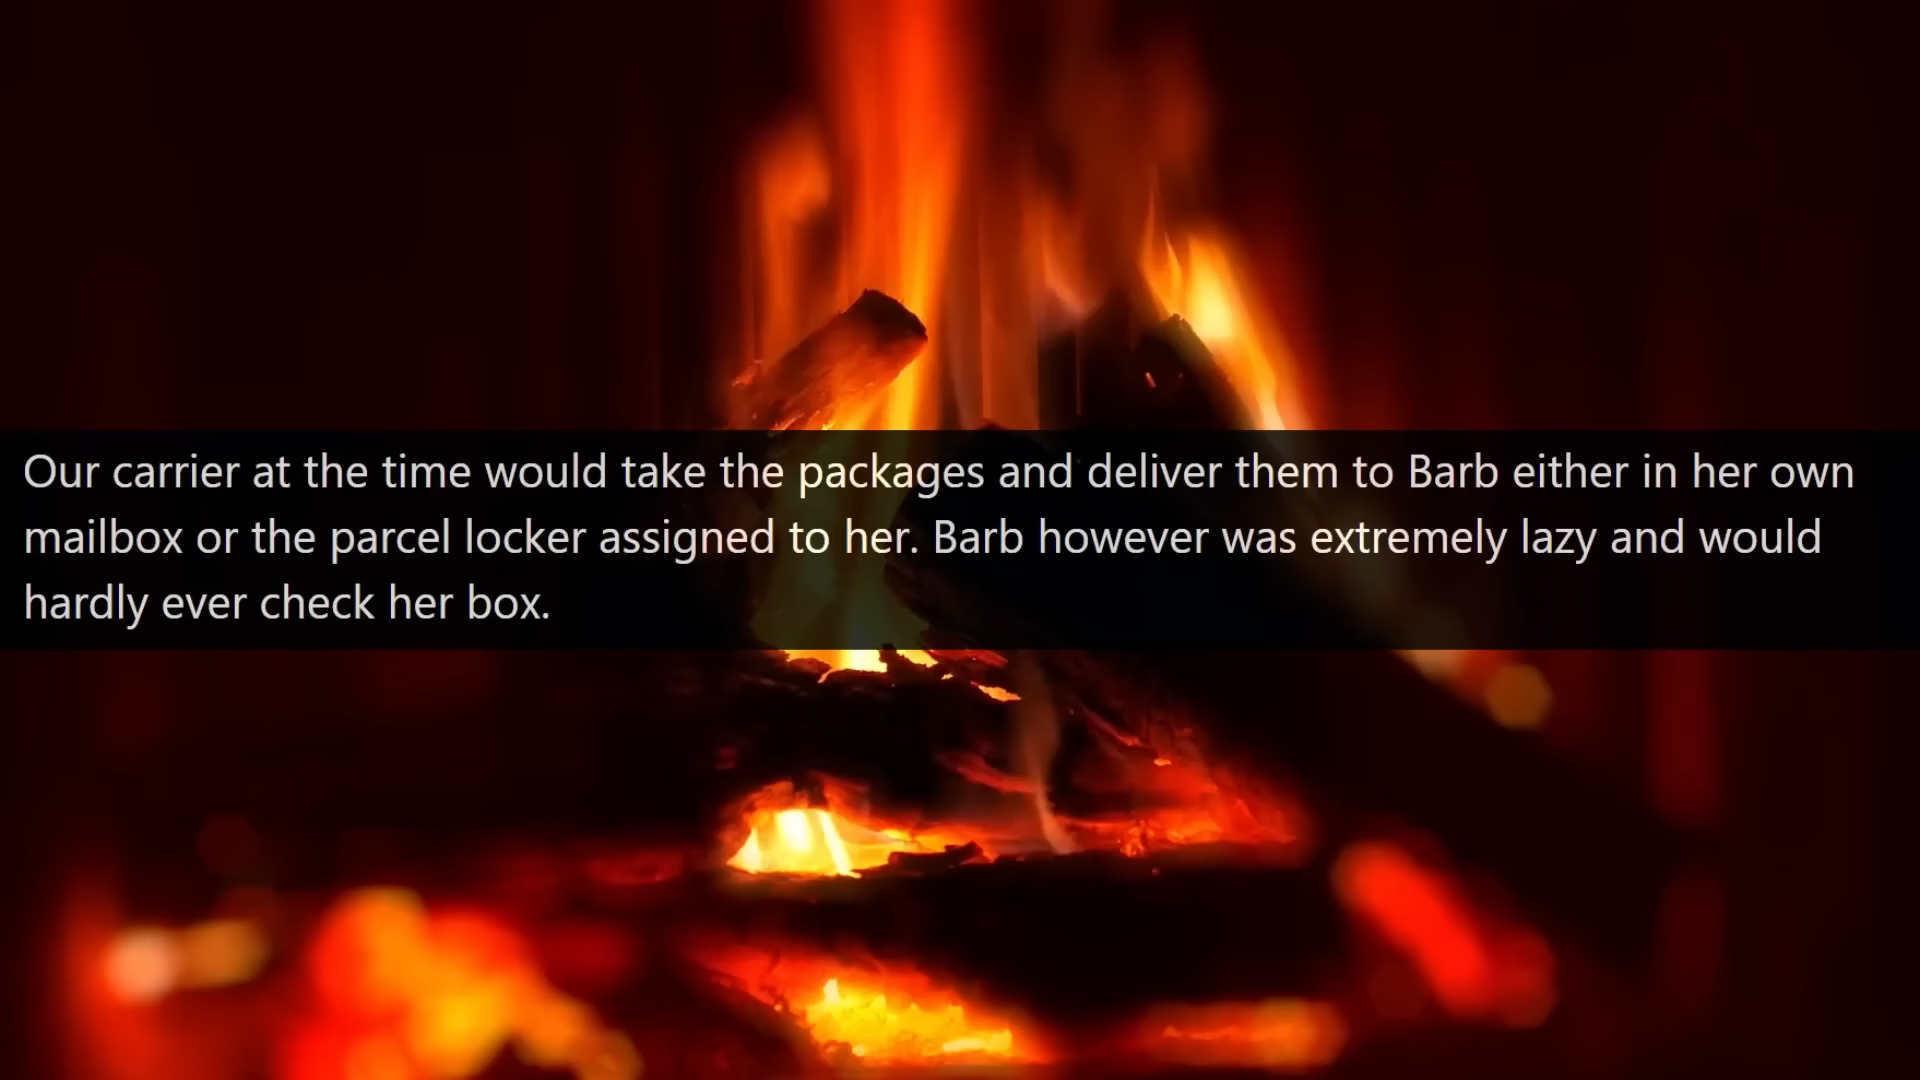 Our carrier at the time would take the packages and deliver them to Barb either in her own
mailbox or the parcel locker assigned to her. Barb however was extremely lazy and would
hardly ever check her box.